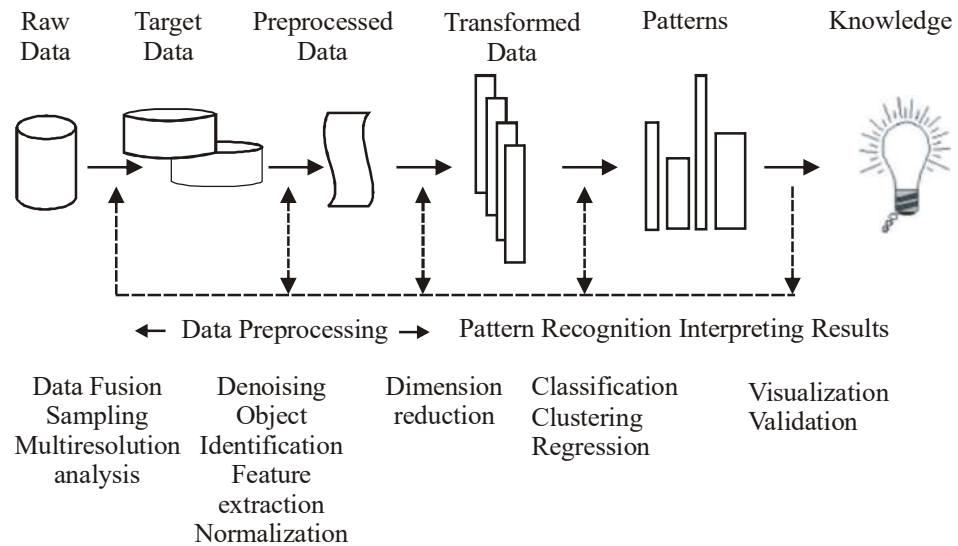 Raw
Data
Target
Data
Preprocessed
Data
Transformed
Data
Patterns
Knowledge
Data Preprocessing
Pattern Recognition Interpreting Results
Data Fusion
Sampling
Multiresolution
analysis
Denoising
Object
Identification
Feature
extraction
Normalization
Dimension
reduction
Classification
Clustering
Regression
Visualization
Validation